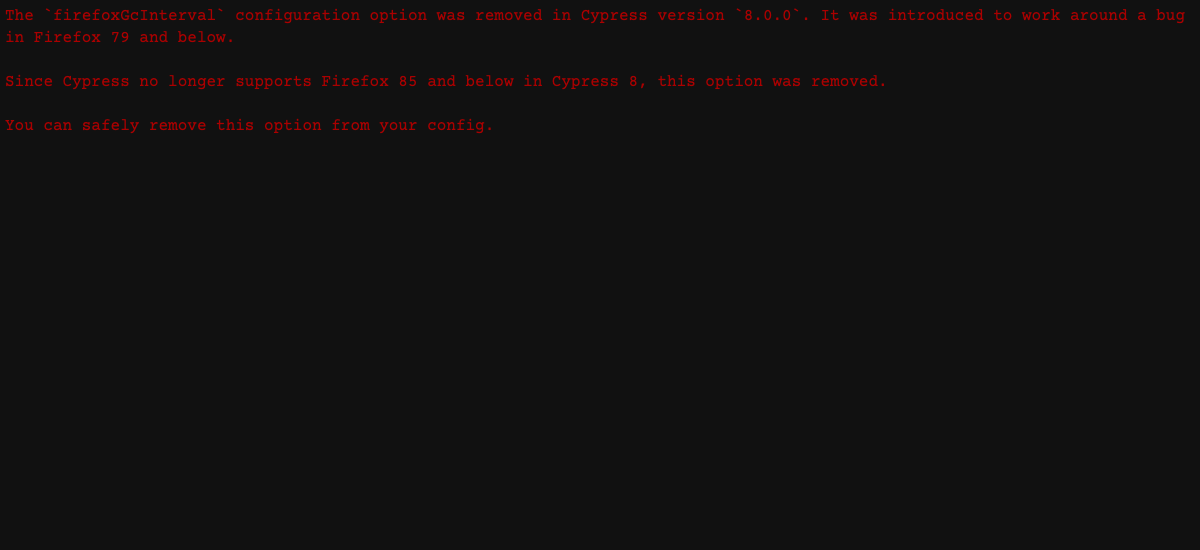 The `firefoxGcInterval` configuration option was removed in Cypress version `8.0.0`. It was introduced to work around a bug
in Firefox 79 and below.
Since Cypress no longer supports Firefox 85 and below in Cypress 8, this option was removed.
You can safely remove this option from your config.